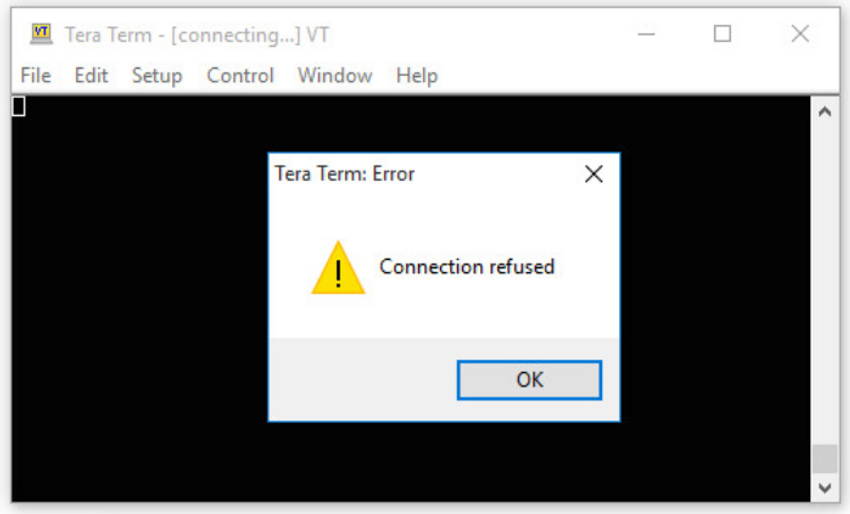 VT Tera Term - [connecting...] VT
File Edit Setup Control Window Help
Tera Term: Error
! Connection refused
OK